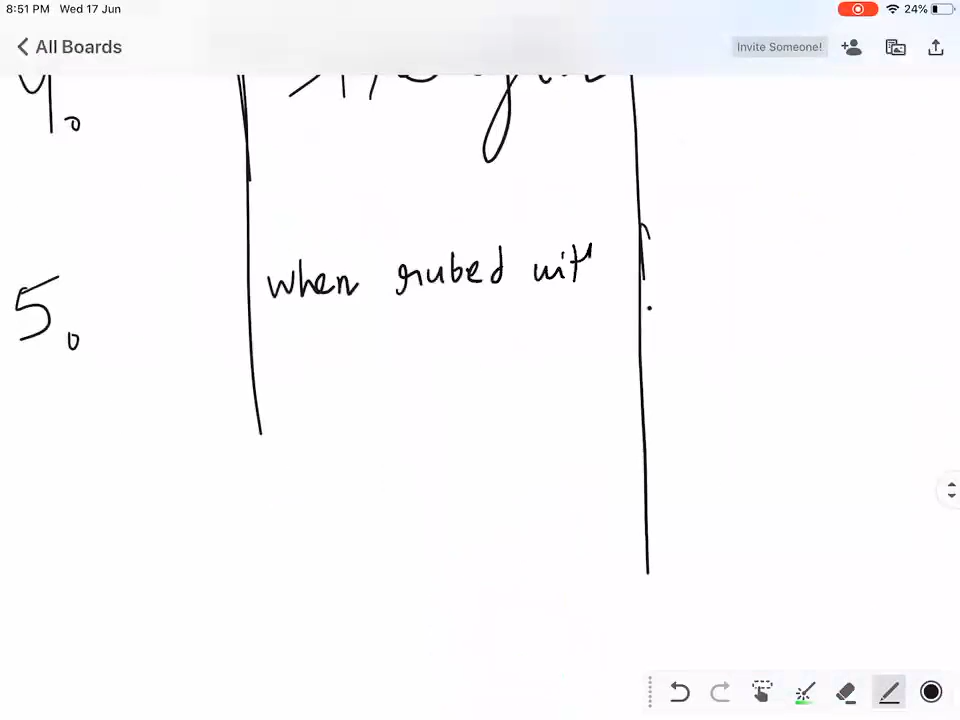 8:51 PM Wed 17 Jun 24%
All Boards Invite Someone!
4.
when rubed wit
5.